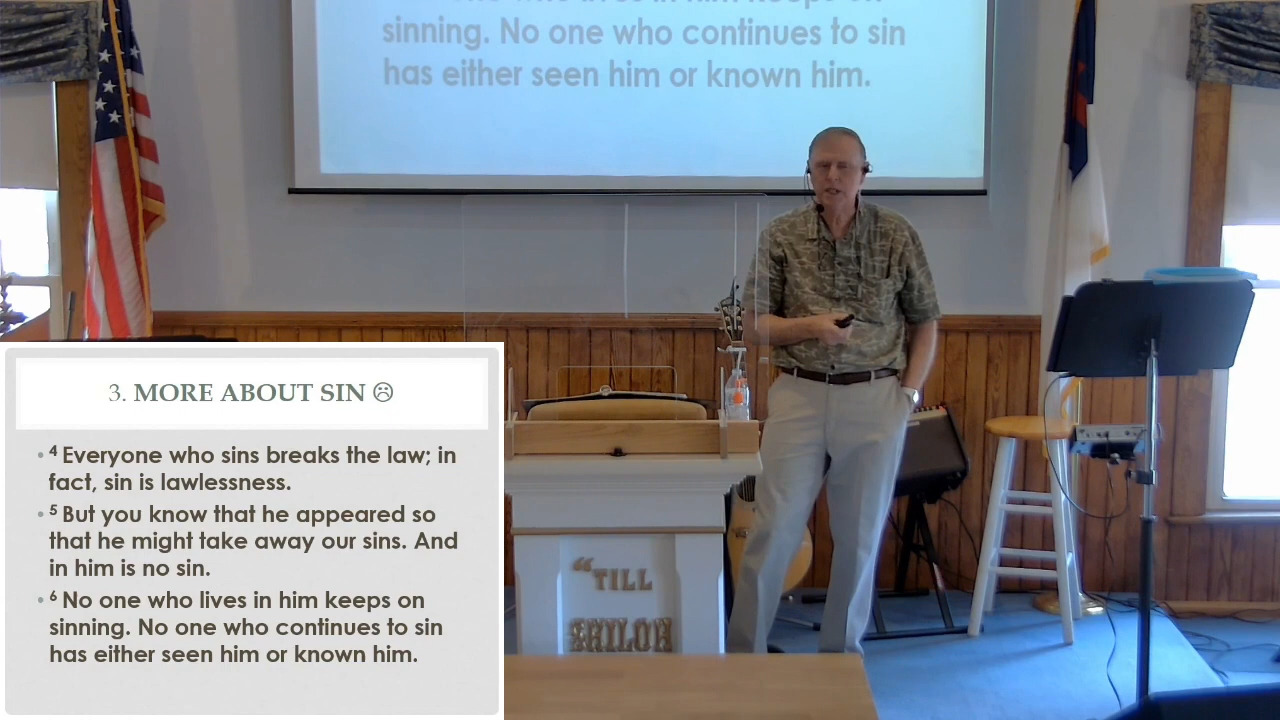 sinning. No one who continues to sin
has either seen him or known him.
3. MORE ABOUT SIN ☹
• ⁴ Everyone who sins breaks the law; in
fact, sin is lawlessness.
• ⁵ But you know that he appeared so
that he might take away our sins. And
in him is no sin.
• ⁶ No one who lives in him keeps on
sinning. No one who continues to sin
has either seen him or known him.
“TILL
SHILOH